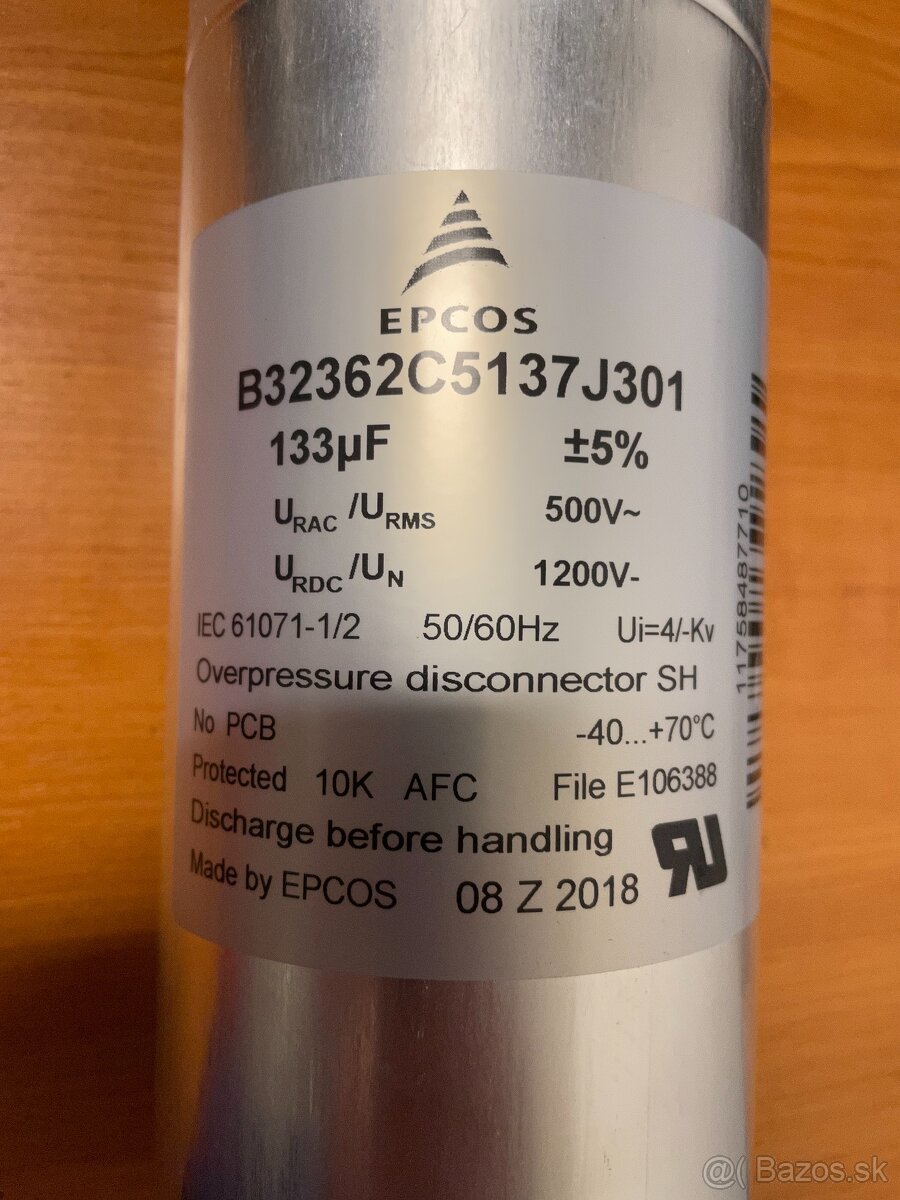 EPCOS
B32362C5137J301
133µF ±5%
URAC /URMS 500V~
URDC /UN 1200V-
IEC 61071-1/2 50/60Hz Ui=4/-Kv
Overpressure disconnector SH
No PCB -40...+70°C
Protected 10K AFC File E106388
Discharge before handling
Made by EPCOS 08 Z 2018
11758487710
@( Bazos.sk